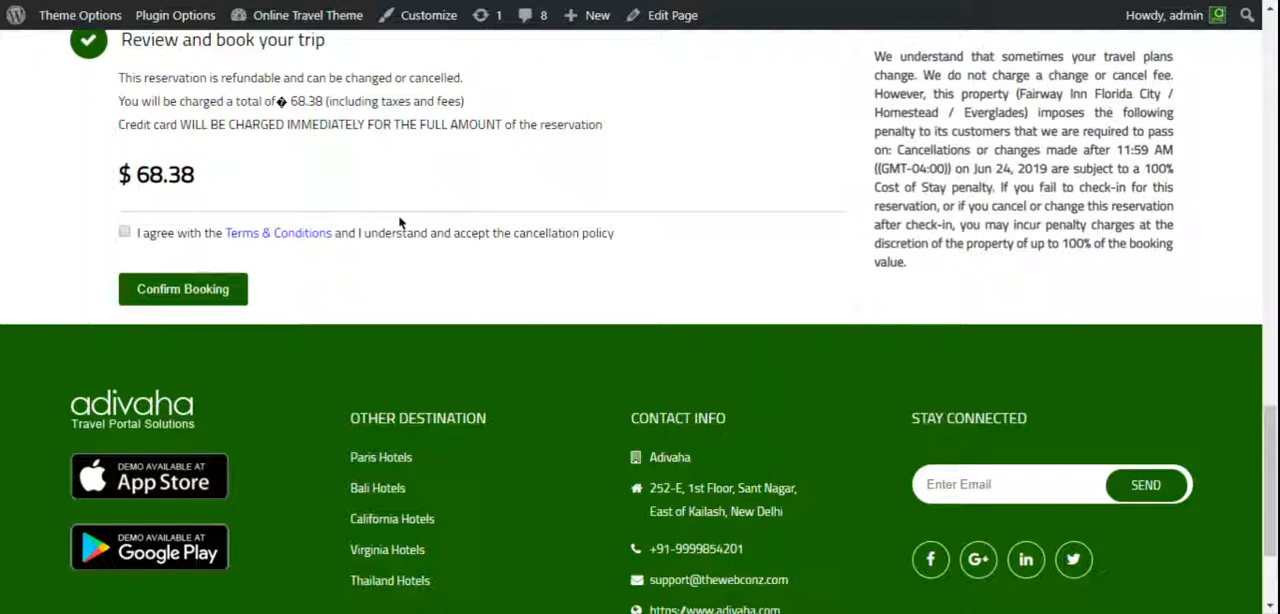 Theme Options Plugin Options Online Travel Theme Customize 1 8 New Edit Page Howdy, admin
Review and book your trip
This reservation is refundable and can be changed or cancelled.
You will be charged a total of� 68.38 (including taxes and fees)
Credit card WILL BE CHARGED IMMEDIATELY FOR THE FULL AMOUNT of the reservation
$ 68.38
I agree with the Terms & Conditions and I understand and accept the cancellation policy
Confirm Booking
We understand that sometimes your travel plans
change. We do not charge a change or cancel fee.
However, this property (Fairway Inn Florida City /
Homestead / Everglades) imposes the following
penalty to its customers that we are required to pass
on: Cancellations or changes made after 11:59 AM
((GMT-04:00)) on Jun 24, 2019 are subject to a 100%
Cost of Stay penalty. If you fail to check-in for this
reservation, or if you cancel or change this reservation
after check-in, you may incur penalty charges at the
discretion of the property of up to 100% of the booking
value.
adivaha
Travel Portal Solutions
DEMO AVAILABLE AT
App Store
DEMO AVAILABLE AT
Google Play
OTHER DESTINATION
Paris Hotels
Bali Hotels
California Hotels
Virginia Hotels
Thailand Hotels
CONTACT INFO
Adivaha
252-E, 1st Floor, Sant Nagar,
East of Kailash, New Delhi
+91-9999854201
support@thewebconz.com
https://www.adivaha.com
STAY CONNECTED
Enter Email SEND
f G+ in